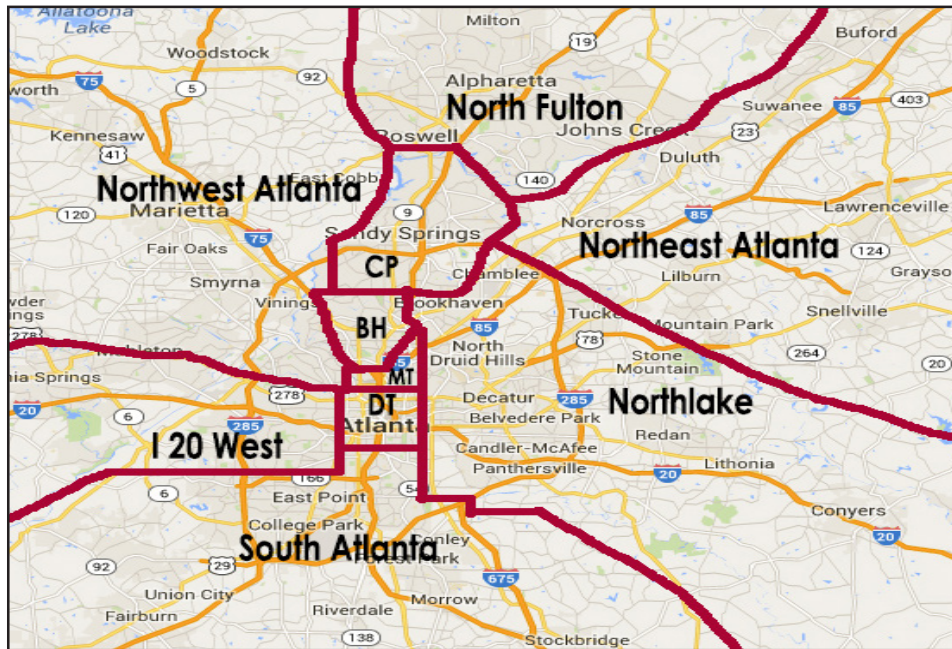 Allatoona
Lake
Milton
Buford
Woodstock
19
92
Alpharetta
75
5
85
403
North Fulton
Suwanee
Kennesaw
Johns Creek
23
41
Roswell
Duluth
East Cobb
140
Northwest Atlanta
Marietta
Lawrenceville
120
9
85
Norcross
Sandy Springs
Northeast Atlanta
Fair Oaks
75
124
CP
Chamblee
Lilburn
Grayso
Smyrna
Vinings
Brookhaven
Snellville
Tucke
Mountain Park
BH
85
278
North
Druid Hills
78
264
Stone
Mountain
20
MT
278
285
Decatur
Northlake
DT
Atlanta
20
6
Belvedere Park
285
Redan
I 20 West
Candler-McAfee
Panthersville
Lithonia
20
166
6
East Point
54
Conyers
College Park
20
South Atlanta
Forest Park
92
29
675
Union City
Morrow
Fairburn
Riverdale
138
Stockbridge